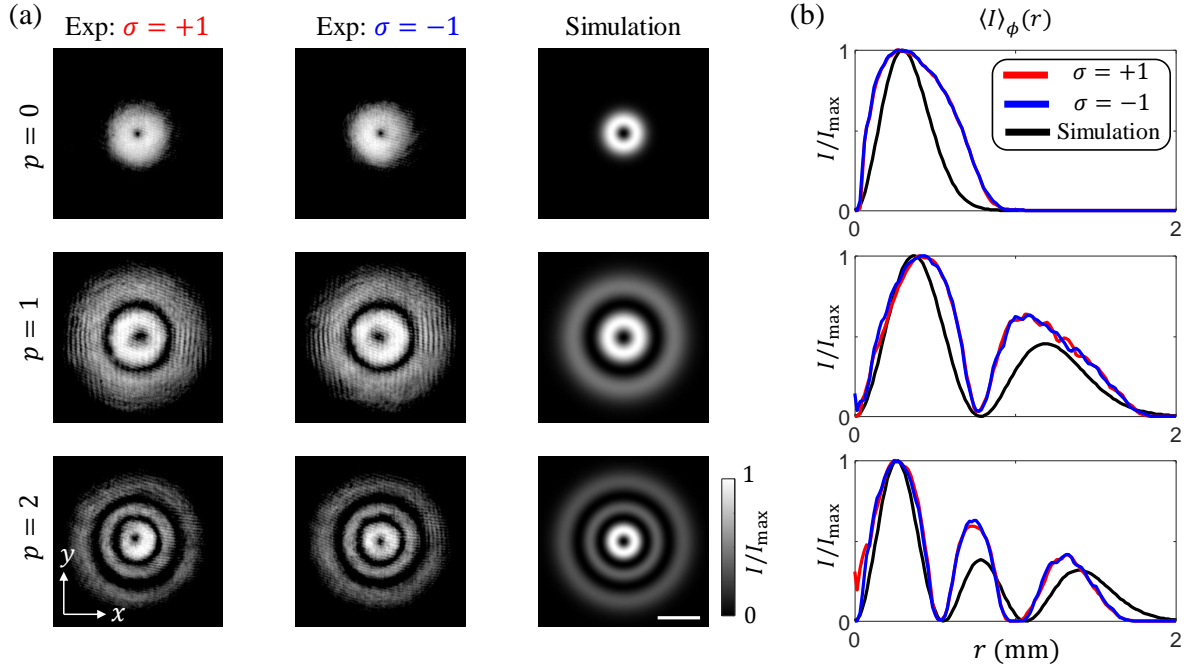 (a)
Exp: σ = +1
Exp: σ = −1
Simulation
(b)
⟨I⟩ϕ(r)
p = 0
p = 1
p = 2
y
x
1
I/Imax
0
1
I/Imax
0
0
2
σ = +1
σ = −1
Simulation
1
I/Imax
0
0
2
1
I/Imax
0
0
2
r (mm)